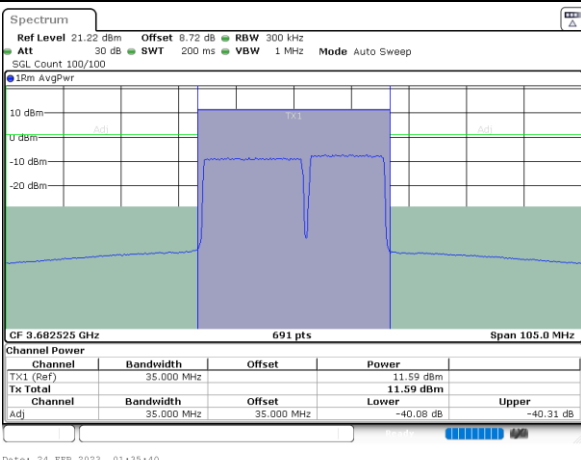 Spectrum
Ref Level 21.22 dBm Offset 8.72 dB RBW 300 kHz
Att 30 dB SWT 200 ms VBW 1 MHz Mode Auto Sweep
SGL Count 100/100
1Rm AvgPwr
10 dBm
TX1
Adj Adj
0 dBm
-10 dBm
-20 dBm
CF 3.682525 GHz 691 pts Span 105.0 MHz
Channel Power
Channel Bandwidth Offset Power
TX1 (Ref) 35.000 MHz 11.59 dBm
Tx Total 11.59 dBm
Channel Bandwidth Offset Lower Upper
Adj 35.000 MHz 35.000 MHz -40.08 dB -40.31 dB